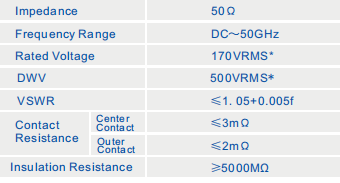 Impedance 50Ω
Frequency Range DC～50GHz
Rated Voltage 170VRMS*
DWV 500VRMS*
VSWR ≤1.05+0.005f
Contact Resistance Center Contact ≤3mΩ
Outer Contact ≤2mΩ
Insulation Resistance ≥5000MΩ